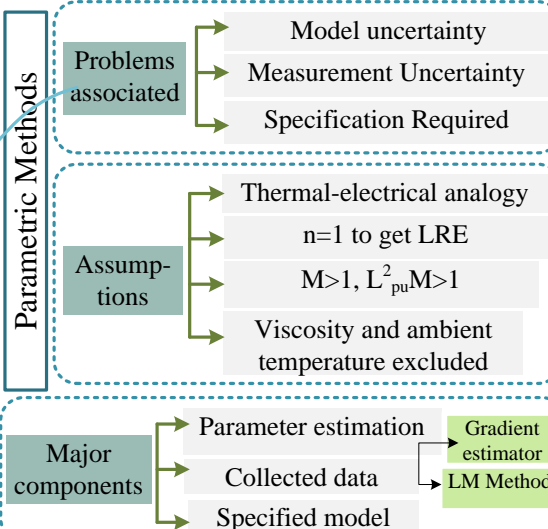 Parametric Methods
Problems
associated
Model uncertainty
Measurement Uncertainty
Specification Required
Assump-
tions
Thermal-electrical analogy
n=1 to get LRE
M>1, L²ₚᵤM>1
Viscosity and ambient
temperature excluded
Major
components
Parameter estimation
Collected data
Specified model
Gradient
estimator
LM Method